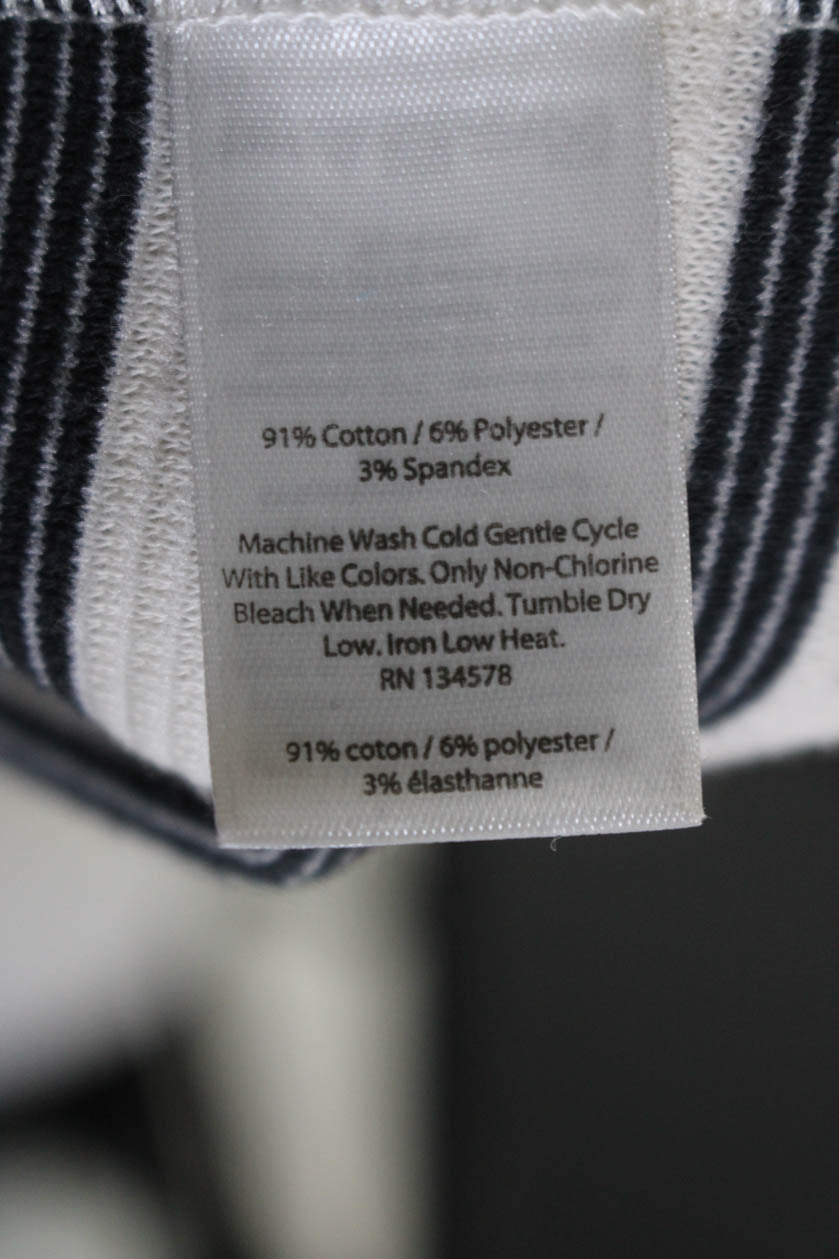 91% Cotton / 6% Polyester /
3% Spandex
Machine Wash Cold Gentle Cycle
With Like Colors. Only Non-Chlorine
Bleach When Needed. Tumble Dry
Low. Iron Low Heat.
RN 134578
91% coton / 6% polyester /
3% élasthanne